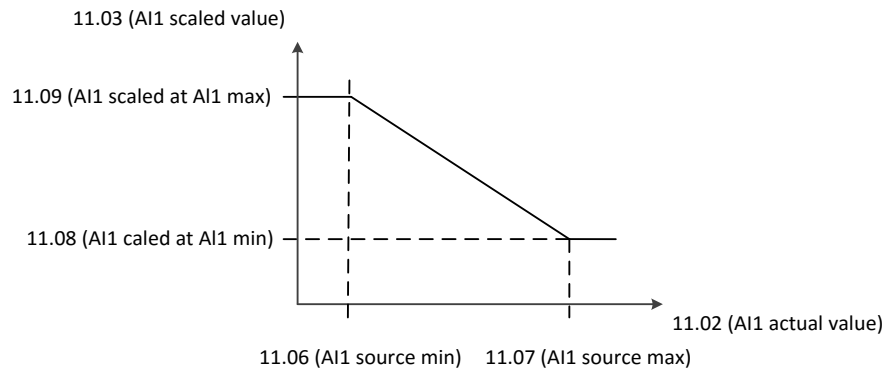 11.03 (AI1 scaled value)
11.09 (AI1 scaled at Al1 max)
11.08 (AI1 caled at Al1 min)
11.02 (AI1 actual value)
11.06 (AI1 source min) 11.07 (AI1 source max)